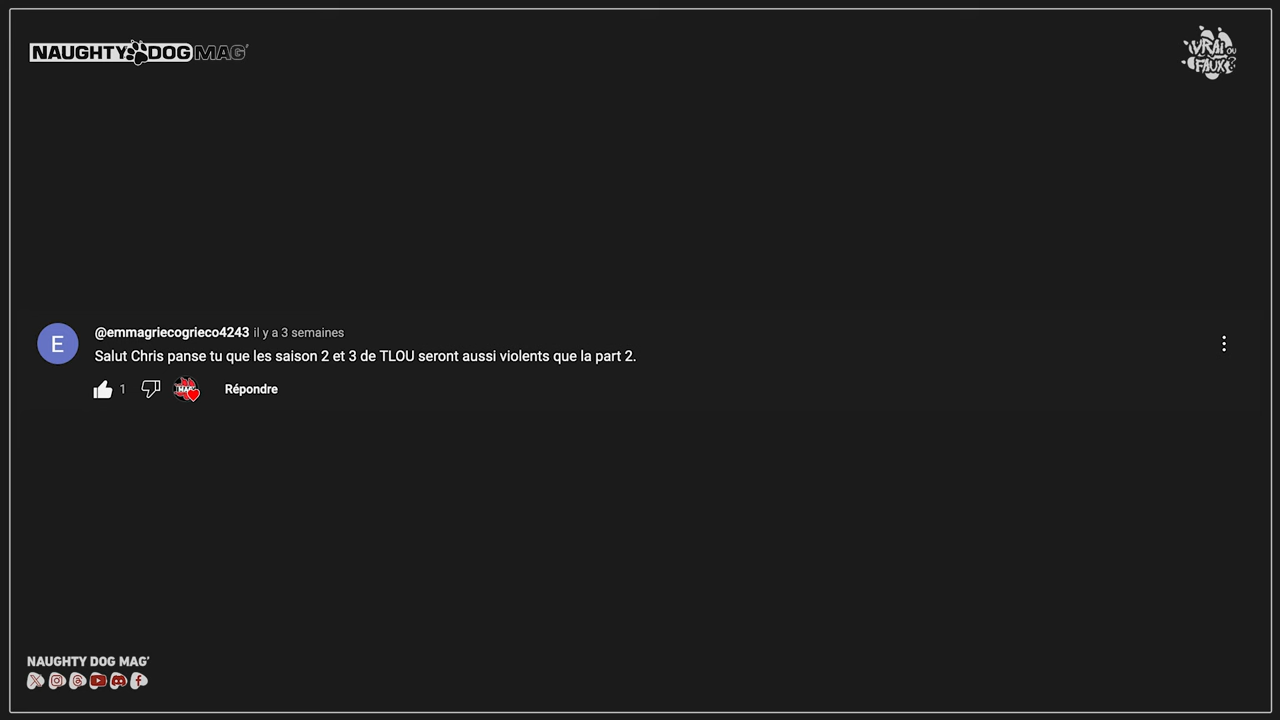 NAUGHTY DOG MAG'
VRAI OU FAUX?
E
@emmagriecogrieco4243 il y a 3 semaines
Salut Chris panse tu que les saison 2 et 3 de TLOU seront aussi violents que la part 2.
1
MAG'
Répondre
NAUGHTY DOG MAG'